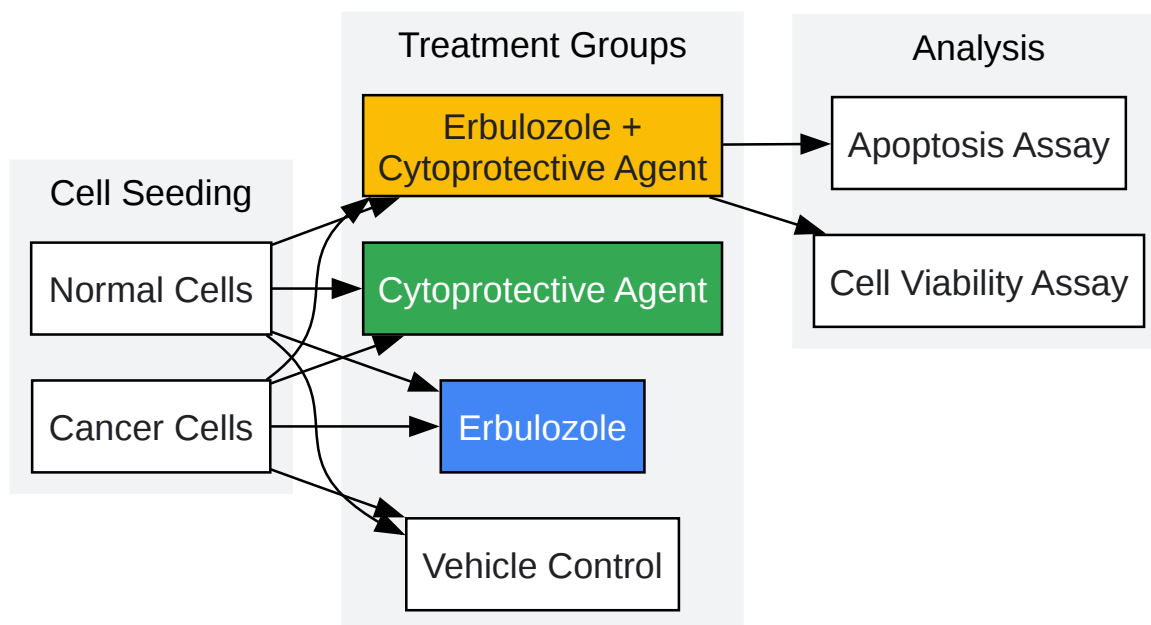 Cell Seeding
Normal Cells
Cancer Cells
Treatment Groups
Erbulozole +
Cytoprotective Agent
Cytoprotective Agent
Erbulozole
Vehicle Control
Analysis
Apoptosis Assay
Cell Viability Assay